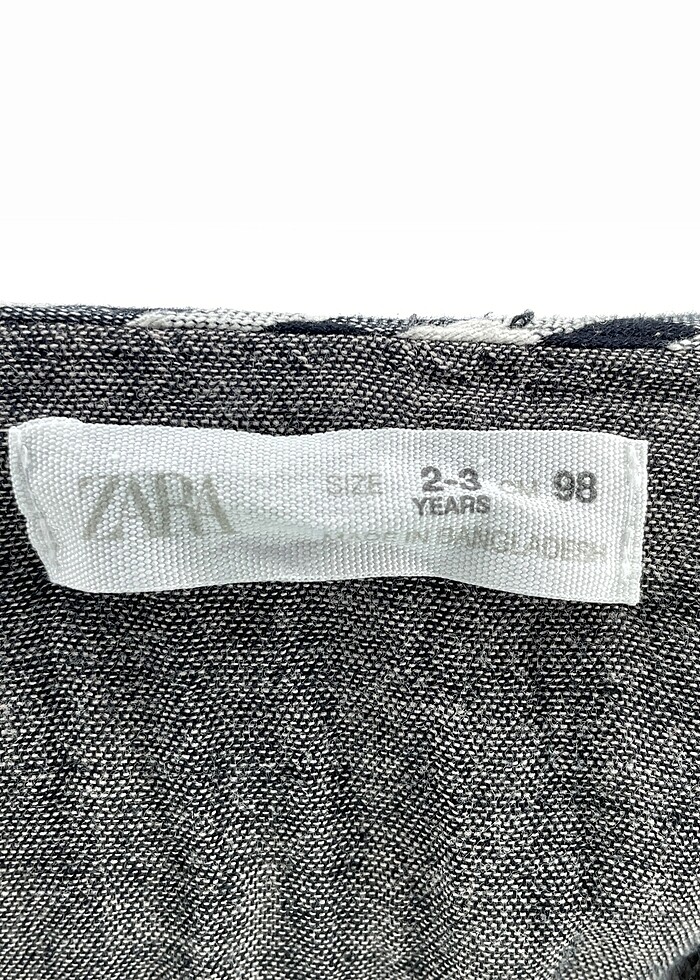 ZARA
SIZE 2-3 YEARS CM 98
MADE IN BANGLADESH